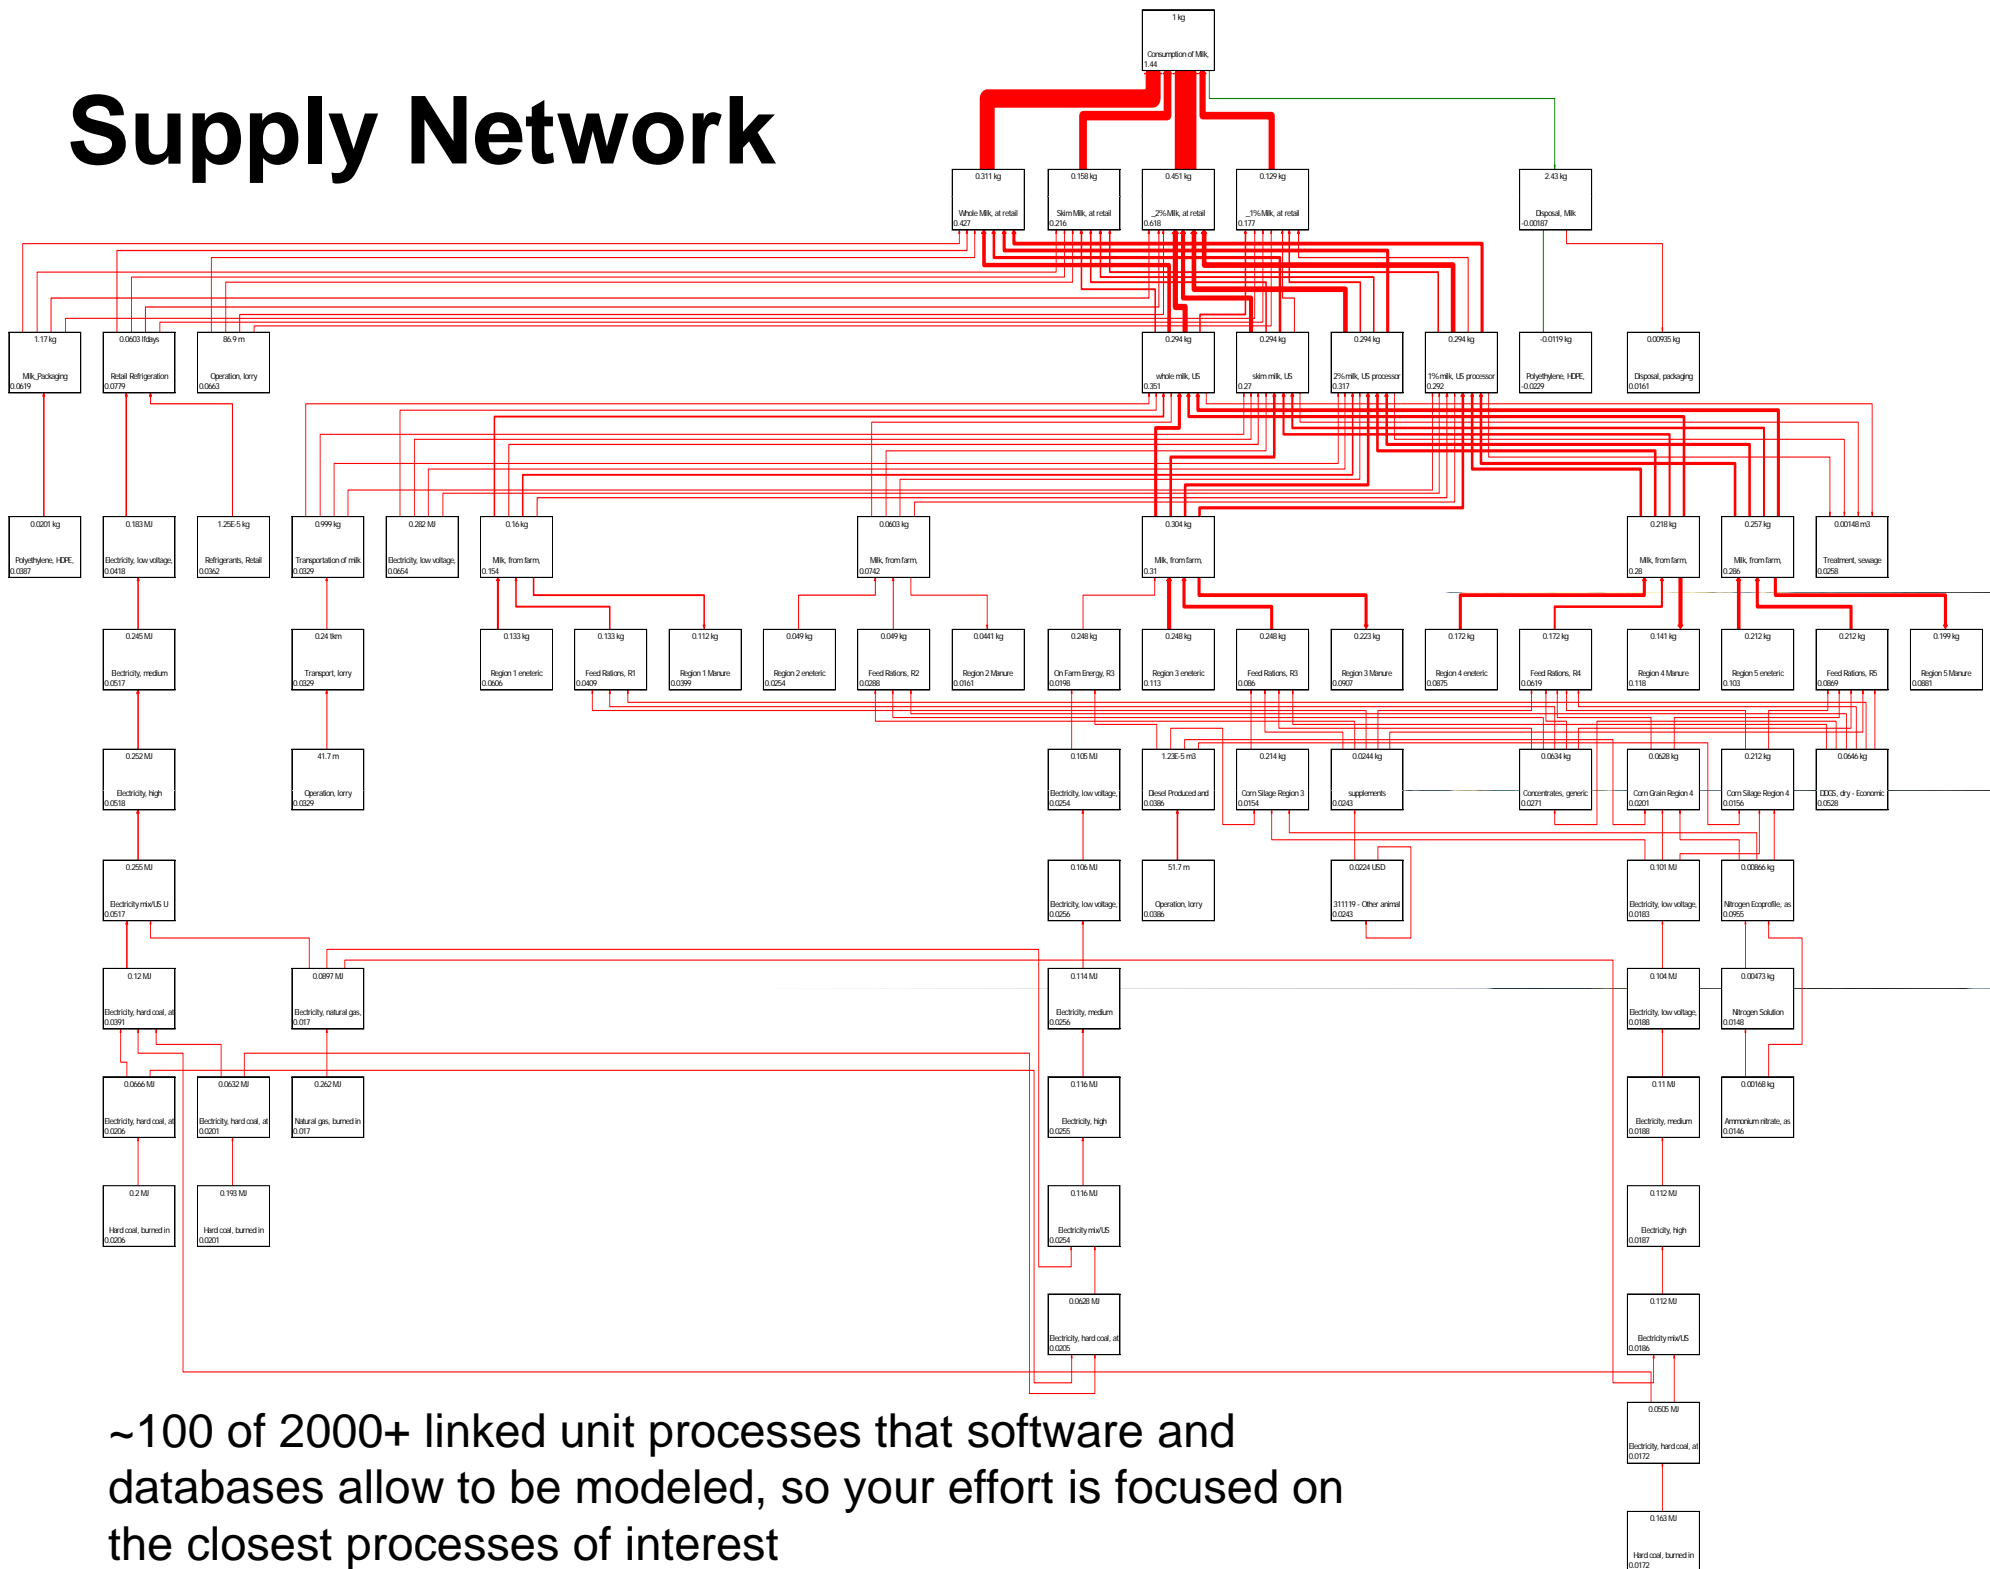 1 kg
Consumption of Milk,
1.44
Supply Network
0.311 kg
Whole Milk, at retail
0.427
0.158 kg
Skim Milk, at retail
0.216
0.451 kg
_2% Milk, at retail
0.618
0.129 kg
_1% Milk, at retail
0.177
2.43 kg
Disposal, Milk
-0.00187
1.17 kg
Milk_Packaging
0.0619
0.0603 lfdays
Retail Refrigeration
0.0779
86.9 m
Operation, lorry
0.0663
0.294 kg
whole milk, US
0.351
0.294 kg
skim milk, US
0.27
0.294 kg
2% milk, US processor
0.317
0.294 kg
1% milk, US processor
0.292
-0.0119 kg
Polyethylene, HDPE,
-0.0229
0.00935 kg
Disposal, packaging
0.0161
0.0201 kg
Polyethylene, HDPE,
0.0387
0.183 MJ
Electricity, low voltage,
0.0418
1.25E-5 kg
Refrigerants, Retail
0.0362
0.999 kg
Transportation of milk
0.0329
0.282 MJ
Electricity, low voltage,
0.0654
0.16 kg
Milk, from farm,
0.154
0.0603 kg
Milk, from farm,
0.0742
0.304 kg
Milk, from farm,
0.31
0.218 kg
Milk, from farm,
0.28
0.257 kg
Milk, from farm,
0.286
0.00148 m3
Treatment, sewage
0.0258
0.245 MJ
Electricity, medium
0.0517
0.24 tkm
Transport, lorry
0.0329
0.133 kg
Region 1 eneteric
0.0606
0.133 kg
Feed Rations, R1
0.0409
0.112 kg
Region 1 Manure
0.0399
0.049 kg
Region 2 eneteric
0.0254
0.049 kg
Feed Rations, R2
0.0288
0.0441 kg
Region 2 Manure
0.0161
0.248 kg
On Farm Energy, R3
0.0198
0.248 kg
Region 3 eneteric
0.113
0.248 kg
Feed Rations, R3
0.086
0.223 kg
Region 3 Manure
0.0907
0.172 kg
Region 4 eneteric
0.0875
0.172 kg
Feed Rations, R4
0.0619
0.141 kg
Region 4 Manure
0.118
0.212 kg
Region 5 eneteric
0.103
0.212 kg
Feed Rations, R5
0.0869
0.199 kg
Region 5 Manure
0.0881
0.252 MJ
Electricity, high
0.0518
41.7 m
Operation, lorry
0.0329
0.105 MJ
Electricity, low voltage,
0.0254
1.23E-5 m3
Diesel Produced and
0.0386
0.214 kg
Corn Silage Region 3
0.0154
0.0244 kg
supplements
0.0243
0.0634 kg
Concentrates, generic
0.0271
0.0628 kg
Corn Grain Region 4
0.0201
0.212 kg
Corn Silage Region 4
0.0156
0.0646 kg
DDGS, dry - Economic
0.0528
0.255 MJ
Electricity mix/US U
0.0517
0.106 MJ
Electricity, low voltage,
0.0256
51.7 m
Operation, lorry
0.0386
0.0224 USD
311119 - Other animal
0.0243
0.101 MJ
Electricity, low voltage,
0.0183
0.00866 kg
Nitrogen Ecoprofile, as
0.0955
0.12 MJ
Electricity, hard coal, at
0.0391
0.0897 MJ
Electricity, natural gas,
0.017
0.114 MJ
Electricity, medium
0.0256
0.104 MJ
Electricity, low voltage,
0.0188
0.00473 kg
Nitrogen Solution
0.0148
0.0666 MJ
Electricity, hard coal, at
0.0206
0.0632 MJ
Electricity, hard coal, at
0.0201
0.262 MJ
Natural gas, burned in
0.017
0.116 MJ
Electricity, high
0.0255
0.11 MJ
Electricity, medium
0.0188
0.00168 kg
Ammonium nitrate, as
0.0146
0.2 MJ
Hard coal, burned in
0.0206
0.193 MJ
Hard coal, burned in
0.0201
0.116 MJ
Electricity mix/US
0.0254
0.112 MJ
Electricity, high
0.0187
0.0628 MJ
Electricity, hard coal, at
0.0205
0.112 MJ
Electricity mix/US
0.0186
0.0505 MJ
Electricity, hard coal, at
0.0172
0.163 MJ
Hard coal, burned in
0.0172
~100 of 2000+ linked unit processes that software and
databases allow to be modeled, so your effort is focused on
the closest processes of interest